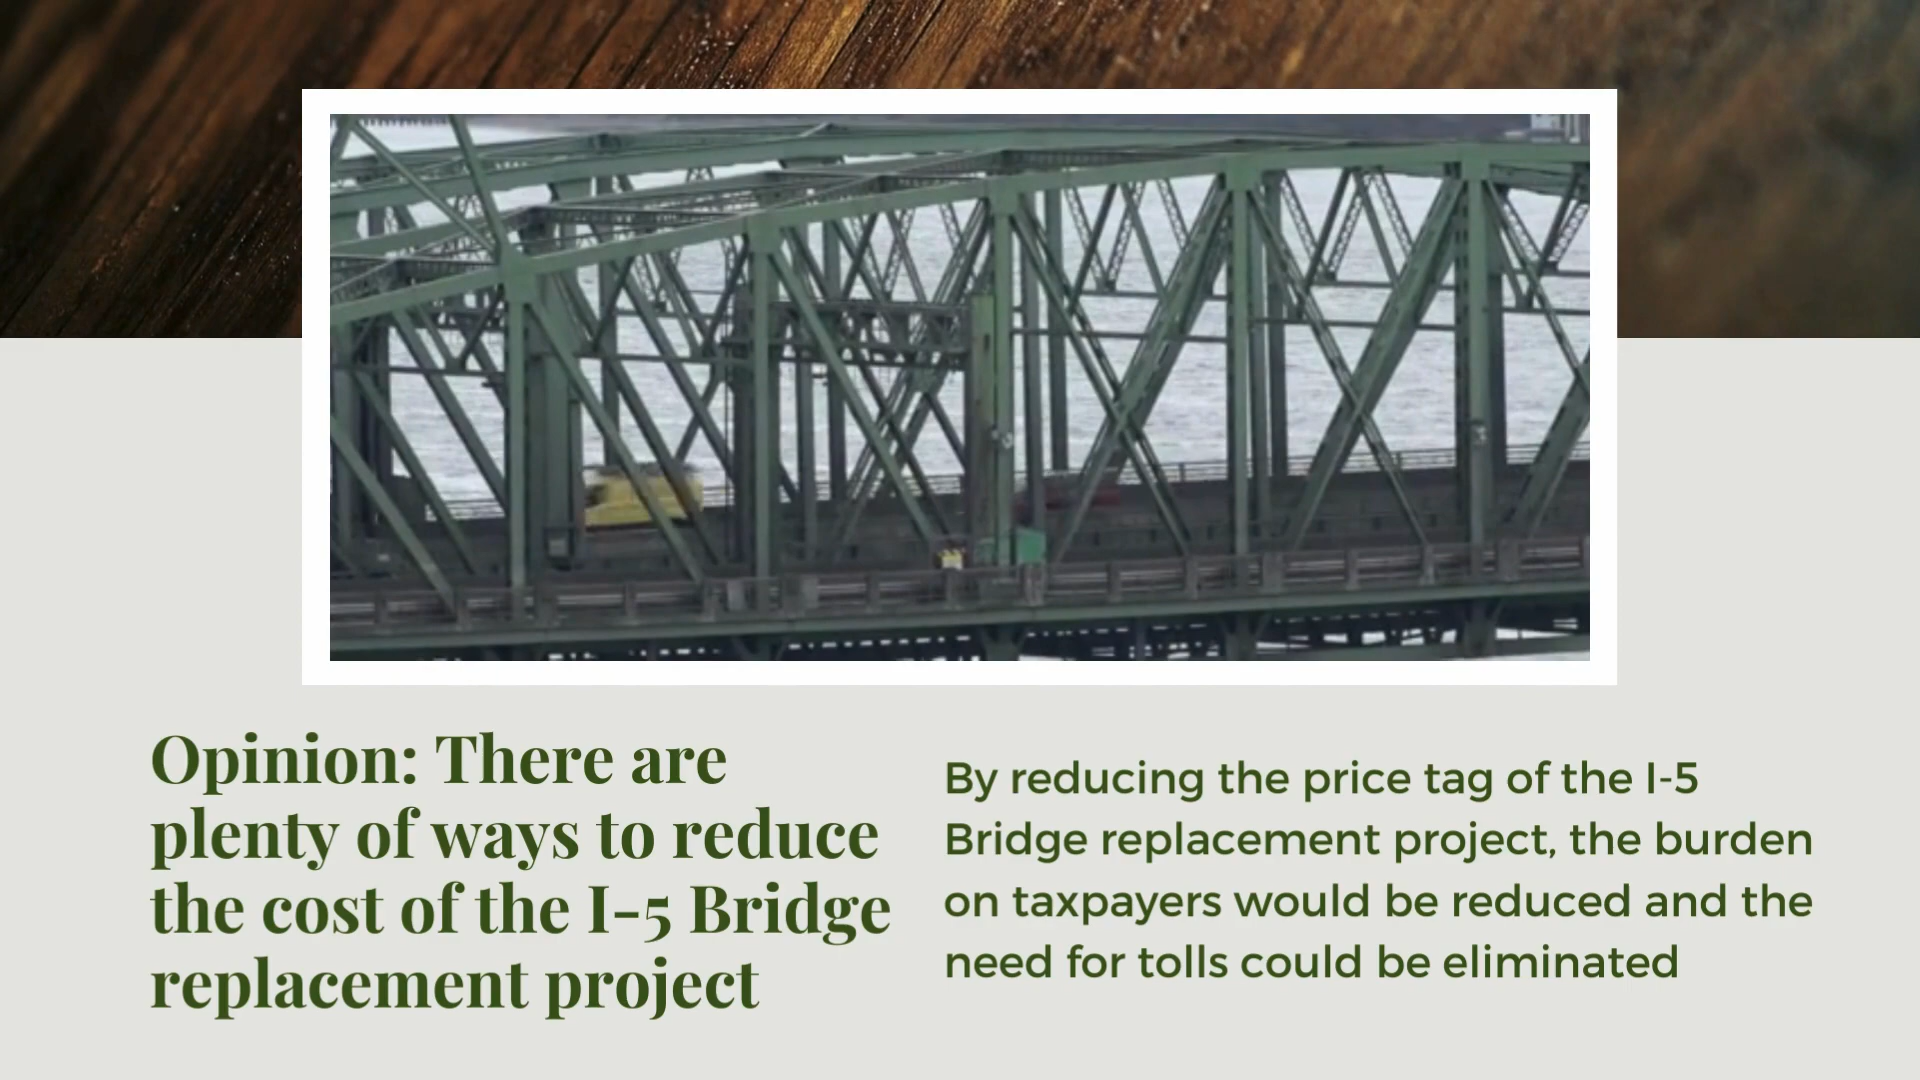 Opinion: There are
plenty of ways to reduce
the cost of the I-5 Bridge
replacement project
By reducing the price tag of the I-5
Bridge replacement project, the burden
on taxpayers would be reduced and the
need for tolls could be eliminated